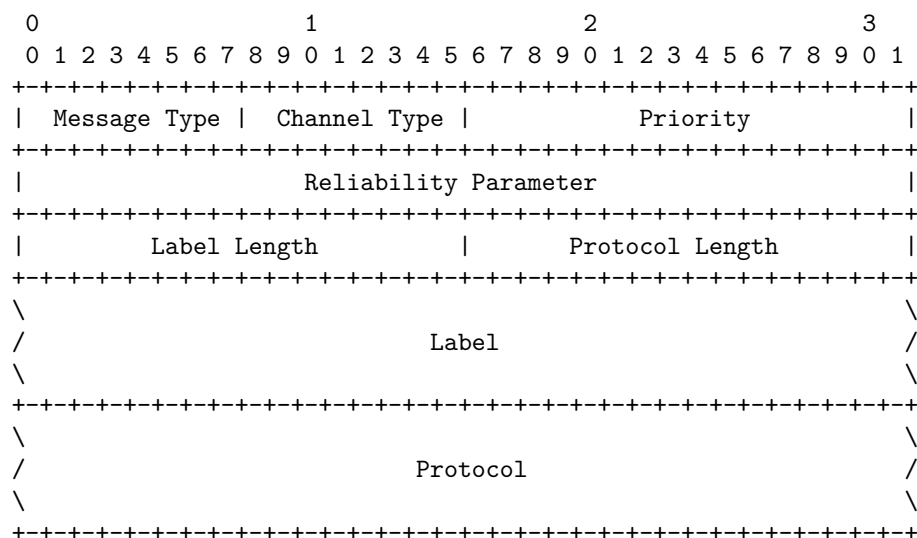 0                   1                   2                   3
 0 1 2 3 4 5 6 7 8 9 0 1 2 3 4 5 6 7 8 9 0 1 2 3 4 5 6 7 8 9 0 1
+-+-+-+-+-+-+-+-+-+-+-+-+-+-+-+-+-+-+-+-+-+-+-+-+-+-+-+-+-+-+-+-+
|  Message Type |  Channel Type |            Priority           |
+-+-+-+-+-+-+-+-+-+-+-+-+-+-+-+-+-+-+-+-+-+-+-+-+-+-+-+-+-+-+-+-+
|                    Reliability Parameter                      |
+-+-+-+-+-+-+-+-+-+-+-+-+-+-+-+-+-+-+-+-+-+-+-+-+-+-+-+-+-+-+-+-+
|         Label Length          |       Protocol Length         |
+-+-+-+-+-+-+-+-+-+-+-+-+-+-+-+-+-+-+-+-+-+-+-+-+-+-+-+-+-+-+-+-+
\                                                               \
/                             Label                             /
\                                                               \
+-+-+-+-+-+-+-+-+-+-+-+-+-+-+-+-+-+-+-+-+-+-+-+-+-+-+-+-+-+-+-+-+
\                                                               \
/                            Protocol                           /
\                                                               \
+-+-+-+-+-+-+-+-+-+-+-+-+-+-+-+-+-+-+-+-+-+-+-+-+-+-+-+-+-+-+-+-+